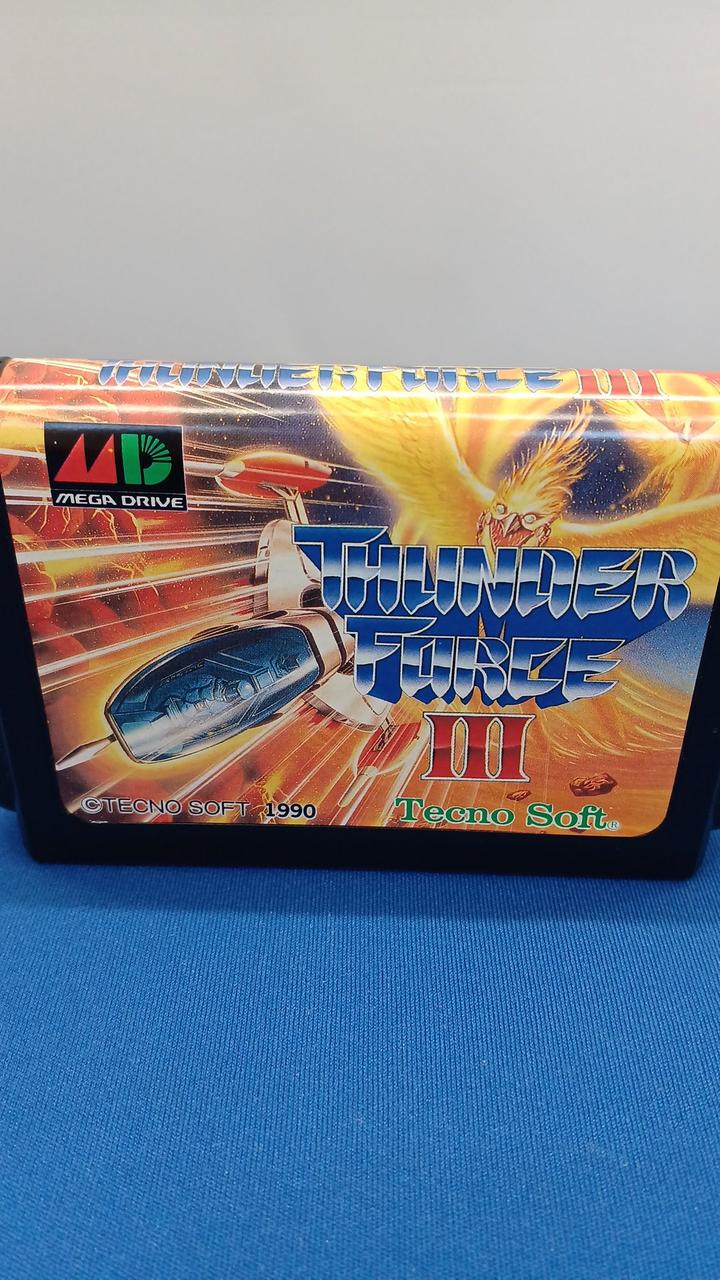 THUNDER FORCE III
MD
MEGA DRIVE
THUNDER
FORCE
III
©TECNO SOFT 1990
Tecno Soft®